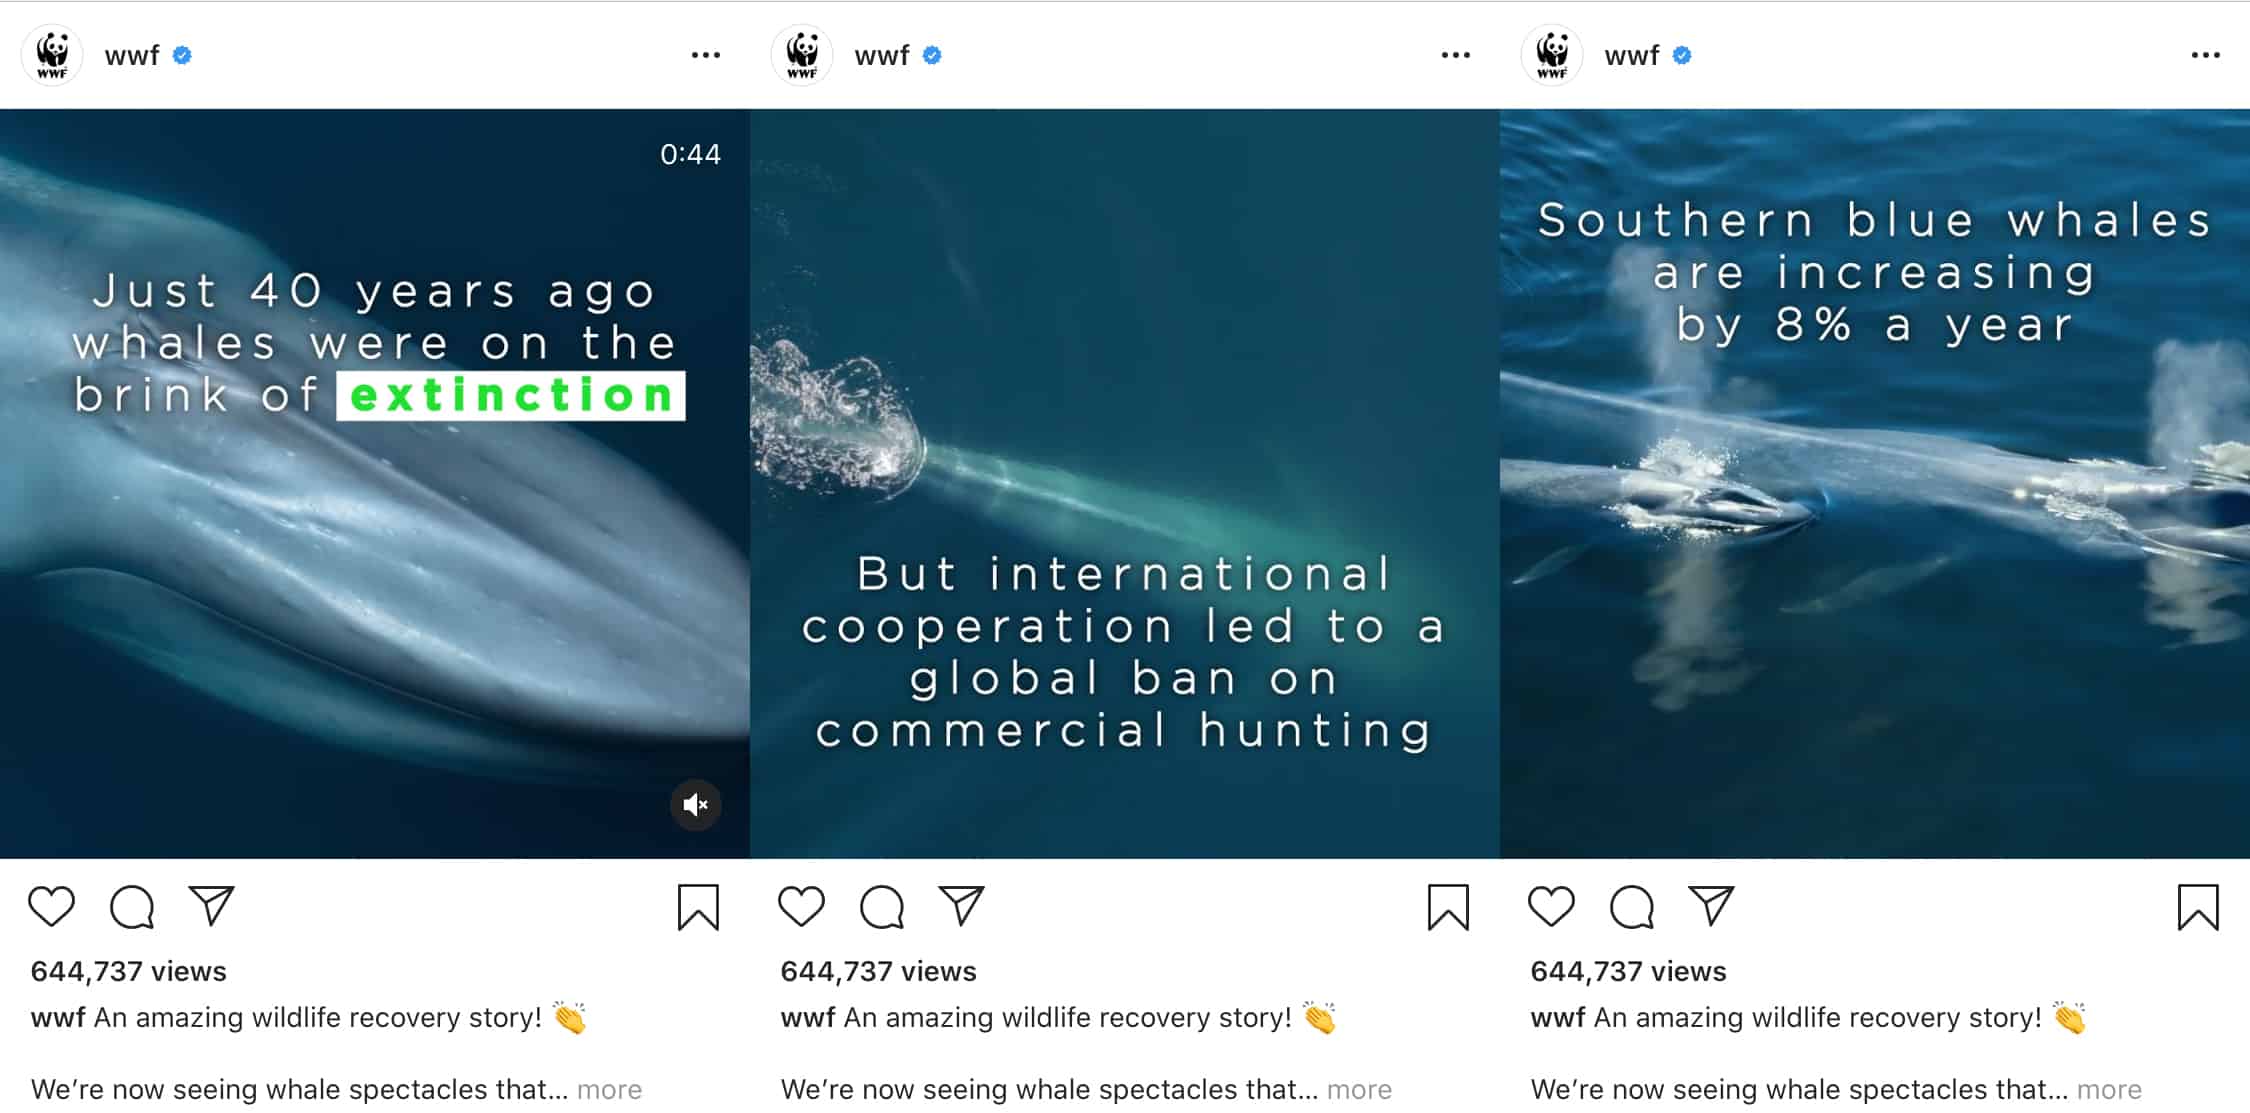 WWF
wwf
0:44
Just 40 years ago
whales were on the
brink of extinction
644,737 views
wwf An amazing wildlife recovery story! 👏
We’re now seeing whale spectacles that... more
WWF
wwf
But international
cooperation led to a
global ban on
commercial hunting
644,737 views
wwf An amazing wildlife recovery story! 👏
We’re now seeing whale spectacles that... more
WWF
wwf
Southern blue whales
are increasing
by 8% a year
644,737 views
wwf An amazing wildlife recovery story! 👏
We’re now seeing whale spectacles that... more